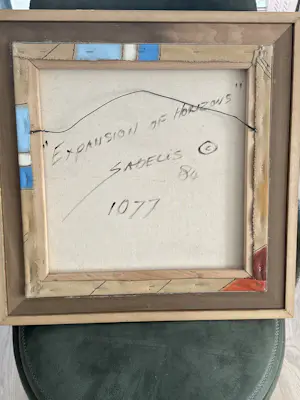 "EXPANSION OF HORIZONS"
SADELIS ©
84
1077